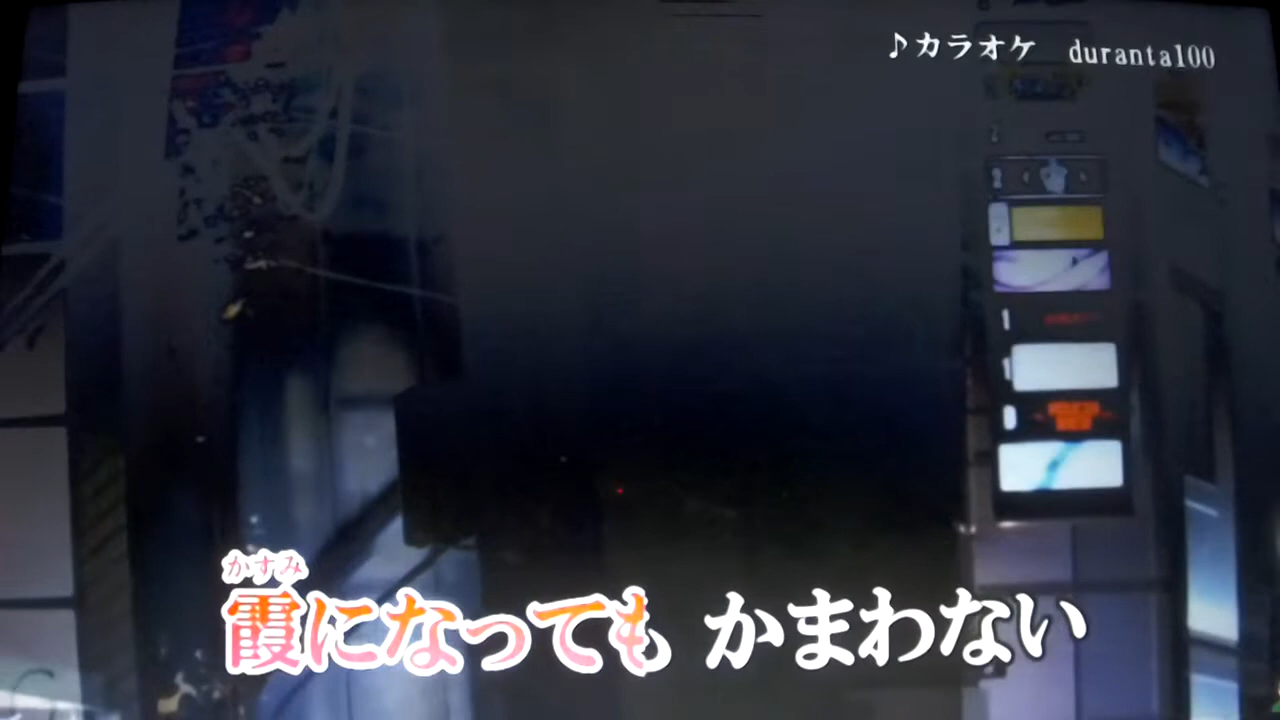 ♪カラオケ　duranta100
かすみ
霞になっても かまわない